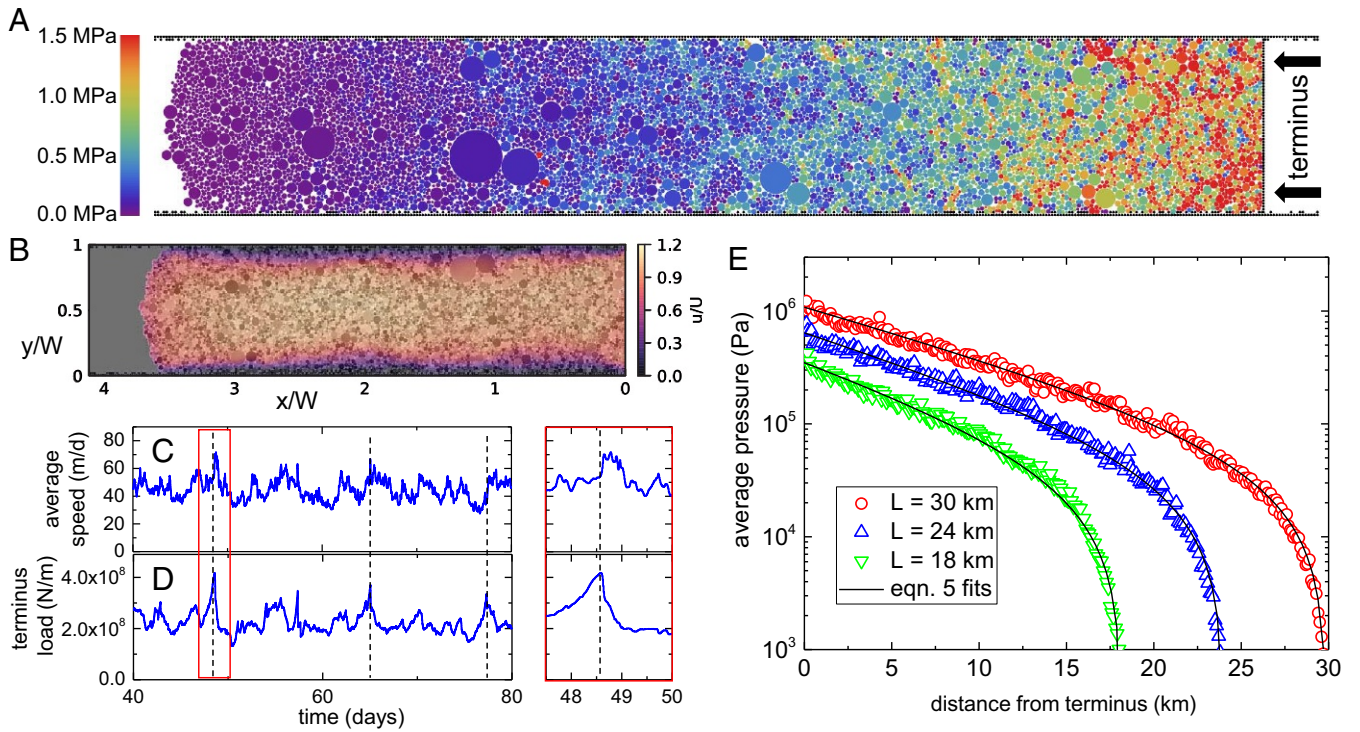 A
1.5 MPa
1.0 MPa
0.5 MPa
0.0 MPa
terminus
B
1
0.5
0
y/W
4
3
2
1
0
x/W
1.2
0.9
0.6
0.3
0.0
u/U
C
average
speed (m/d)
80
60
40
20
0
D
terminus
load (N/m)
4.0x10⁸
2.0x10⁸
0.0
40
60
80
time (days)
48
49
50
E
average pressure (Pa)
10⁶
10⁵
10⁴
10³
L = 30 km
L = 24 km
L = 18 km
eqn. 5 fits
0
5
10
15
20
25
30
distance from terminus (km)